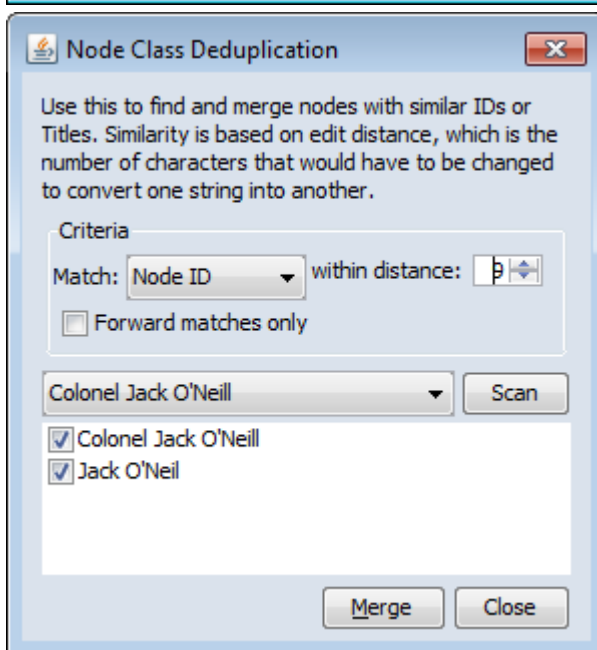 Node Class Deduplication
Use this to find and merge nodes with similar IDs or
Titles. Similarity is based on edit distance, which is the
number of characters that would have to be changed
to convert one string into another.
Criteria
Match: Node ID within distance: 9
Forward matches only
Colonel Jack O'Neill Scan
Colonel Jack O'Neill
Jack O'Neil
Merge Close